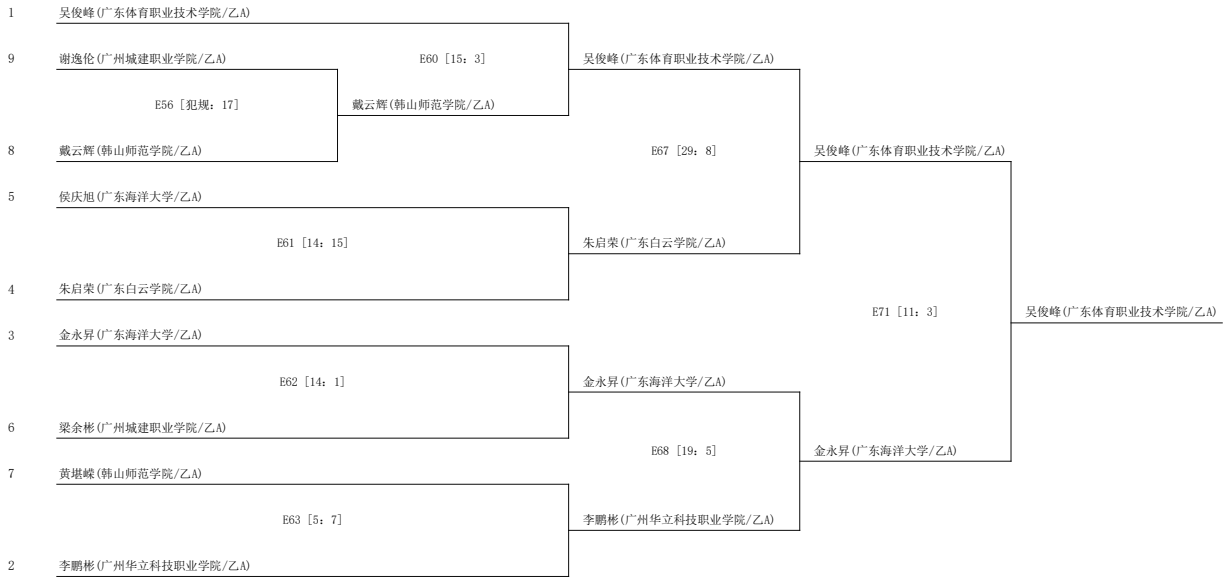 1 吴俊峰(广东体育职业技术学院/乙A)
9 谢逸伦(广州城建职业学院/乙A) E60 [15: 3] 吴俊峰(广东体育职业技术学院/乙A)
E56 [犯规: 17] 戴云辉(韩山师范学院/乙A)
8 戴云辉(韩山师范学院/乙A) E67 [29: 8] 吴俊峰(广东体育职业技术学院/乙A)
5 侯庆旭(广东海洋大学/乙A)
E61 [14: 15] 朱启荣(广东白云学院/乙A)
4 朱启荣(广东白云学院/乙A)
E71 [11: 3] 吴俊峰(广东体育职业技术学院/乙A)
3 金永昇(广东海洋大学/乙A)
E62 [14: 1] 金永昇(广东海洋大学/乙A)
6 梁余彬(广州城建职业学院/乙A)
E68 [19: 5] 金永昇(广东海洋大学/乙A)
7 黄堪嵘(韩山师范学院/乙A)
E63 [5: 7] 李鹏彬(广州华立科技职业学院/乙A)
2 李鹏彬(广州华立科技职业学院/乙A)